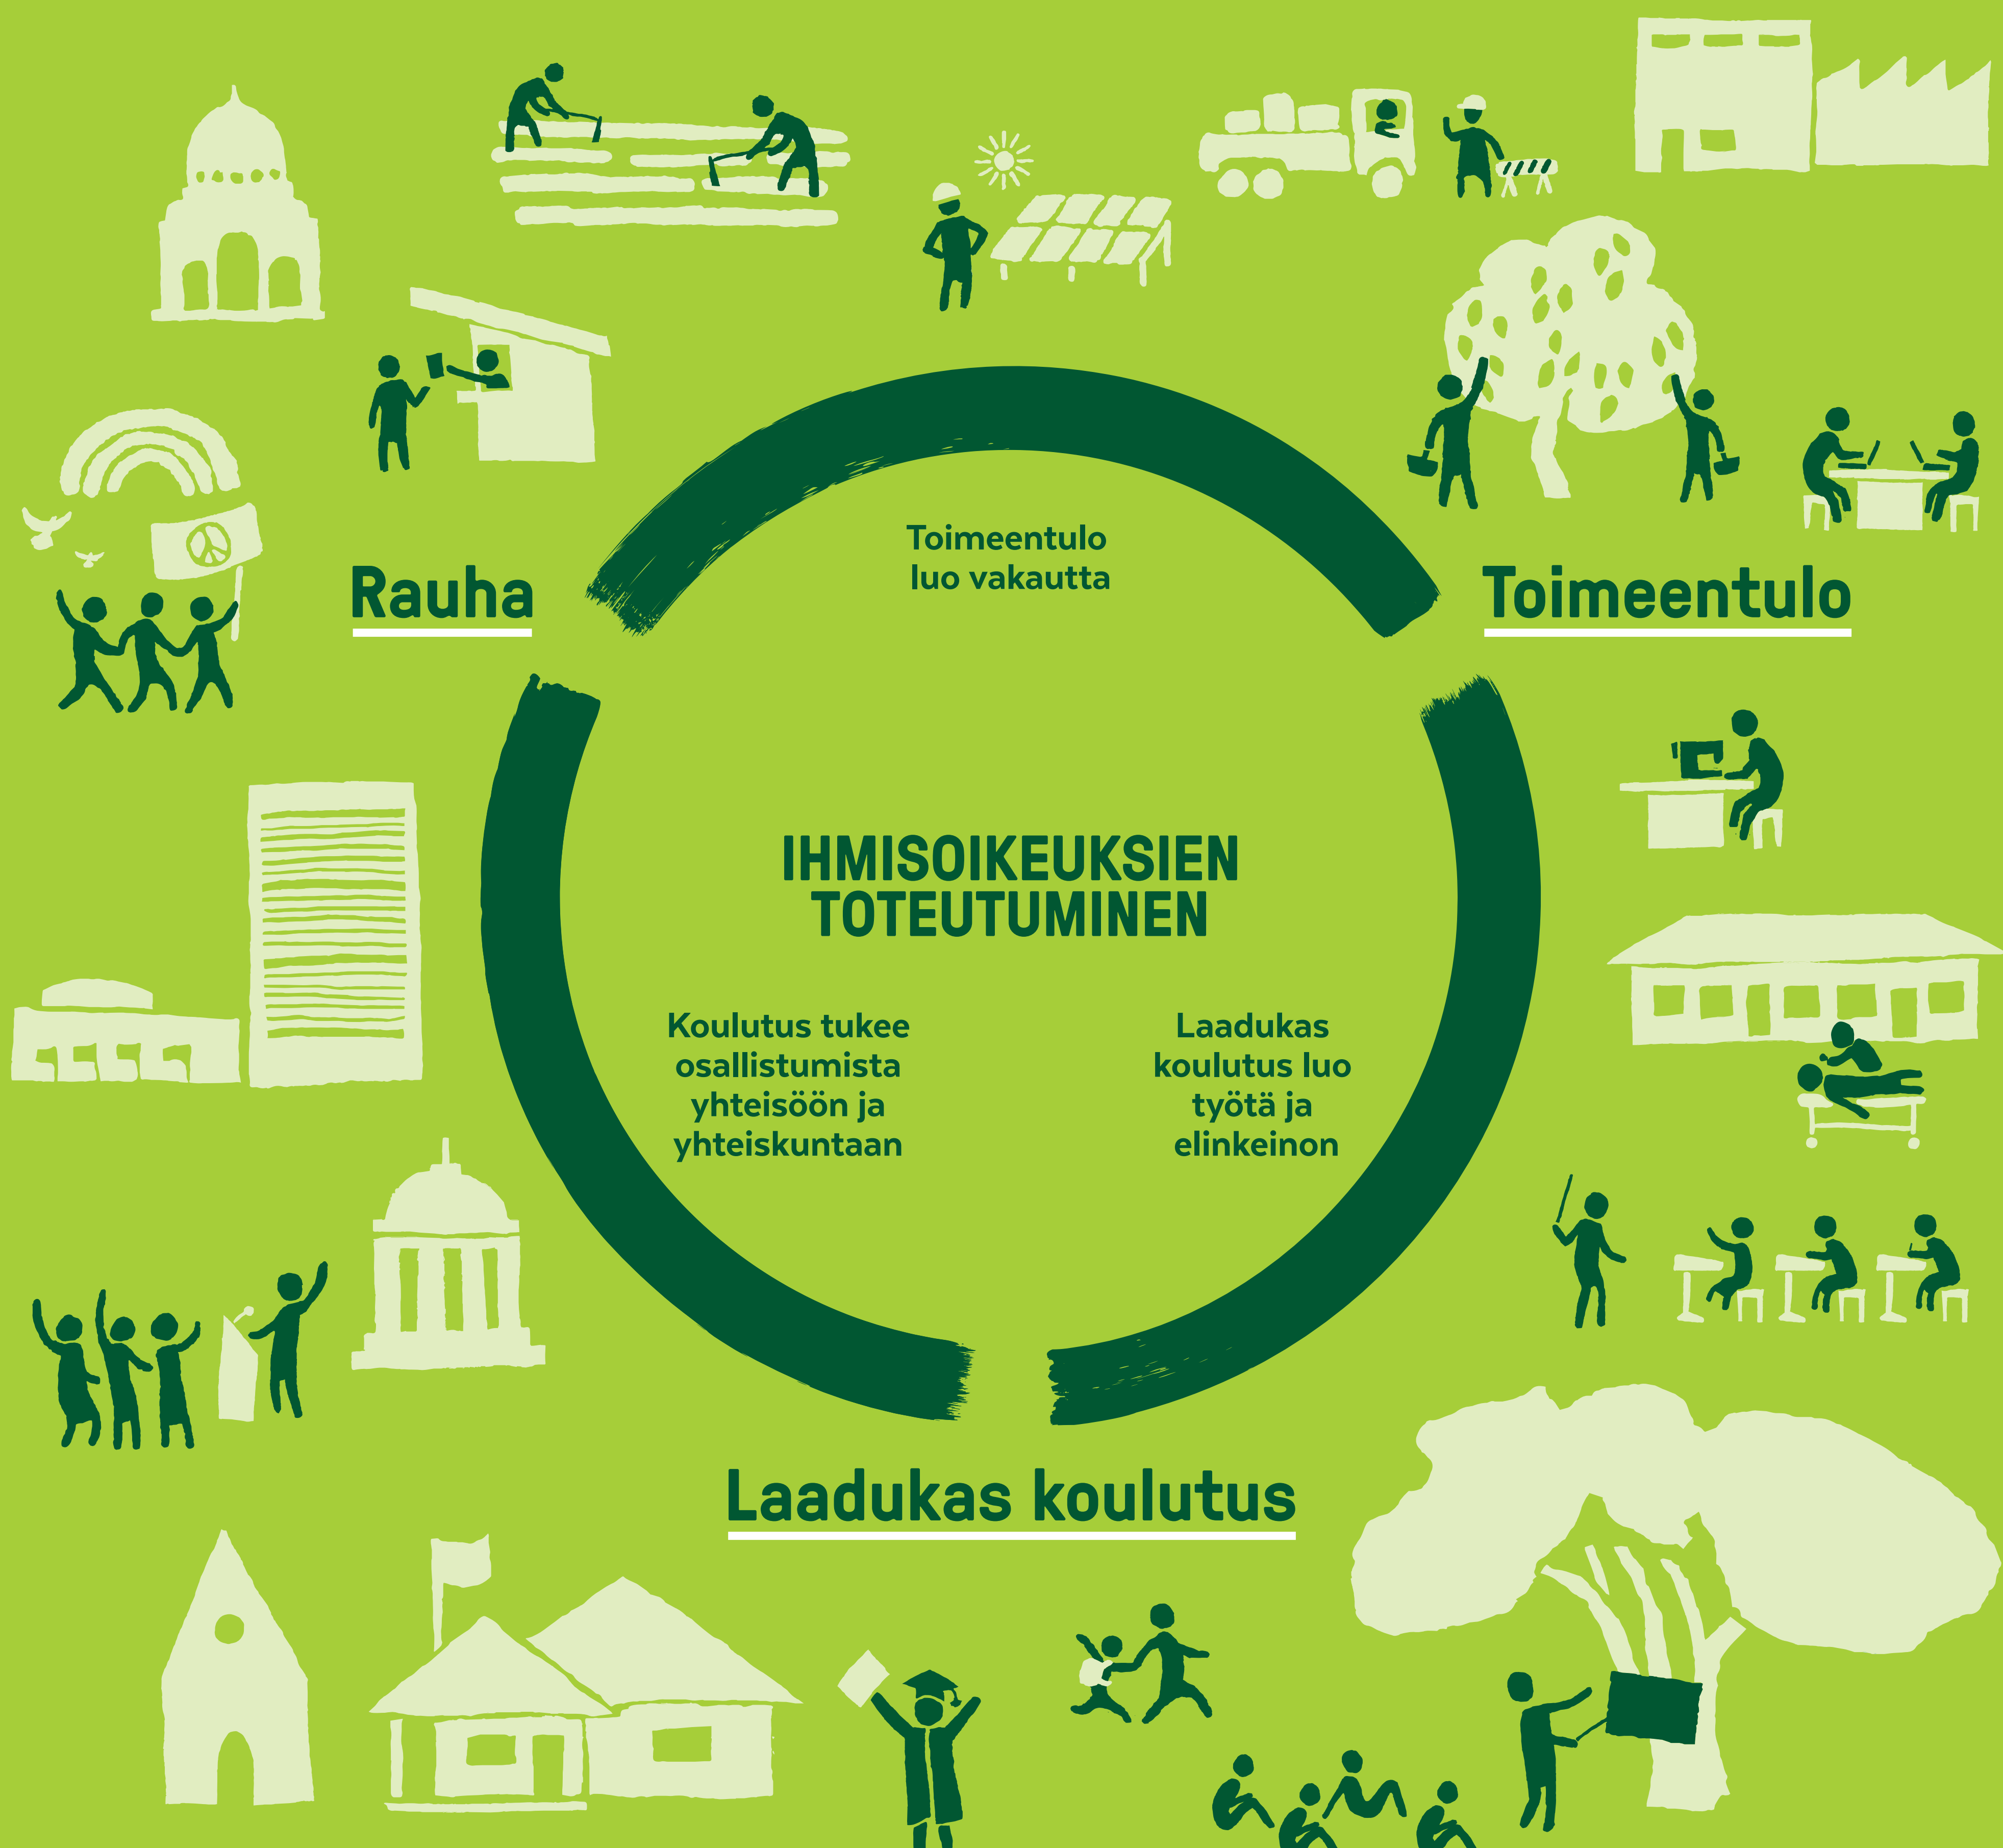 Toimeentulo
luo vakautta
Rauha
Toimeentulo
IHMISOIKEUKSIEN
TOTEUTUMINEN
Koulutus tukee
osallistumista
yhteisöön ja
yhteiskuntaan
Laadukas
koulutus luo
työtä ja
elinkeinon
Laadukas koulutus